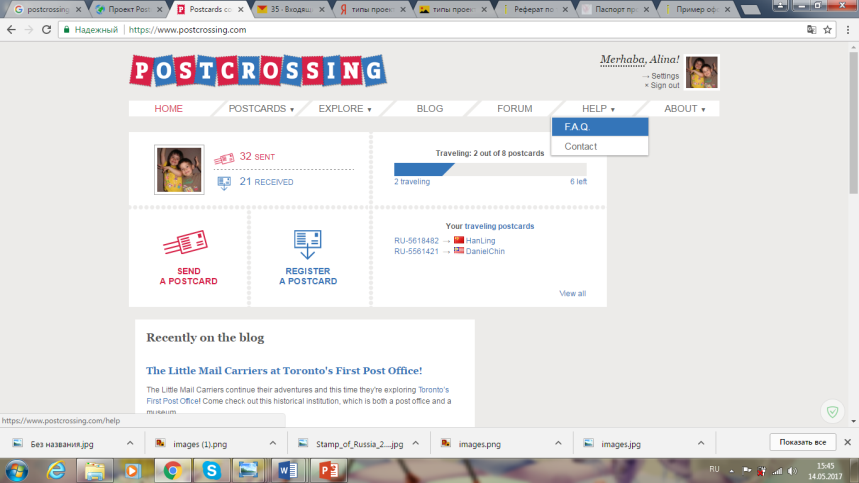 postcrossing
Проект Post
Postcards co
35 - Входящи
типы проект
типы проект
Реферат по
Паспорт пр
Пример оф
Надежный
https://www.postcrossing.com
POSTCROSSING
Merhaba, Alina!
→ Settings
× Sign out
HOME
POSTCARDS ▼
EXPLORE ▼
BLOG
FORUM
HELP ▼
ABOUT ▼
F.A.Q.
Contact
32 SENT
21 RECEIVED
Traveling: 2 out of 8 postcards
2 traveling
6 left
SEND
A POSTCARD
REGISTER
A POSTCARD
Your traveling postcards
RU-5618482 → HanLing
RU-5561421 → DanielChin
View all
Recently on the blog
The Little Mail Carriers at Toronto's First Post Office!
The Little Mail Carriers continue their adventures and this time they're exploring Toronto's
First Post Office! Come check out this historical institution, which is both a post office and a
museum
https://www.postcrossing.com/help
Без названия.jpg
images (1).png
Stamp_of_Russia_2....jpg
images.png
images.jpg
Показать все
RU
15:45
14.05.2017